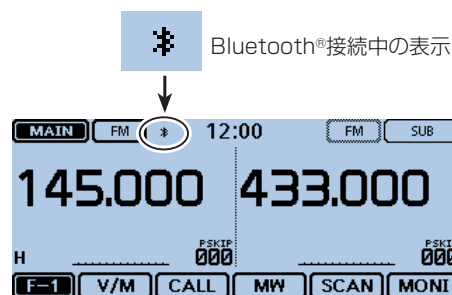 Bluetooth®接続中の表示
MAIN FM 12:00 FM SUB
145.000 433.000
PSKIP PSKI
H 000 00
F-1 V/M CALL MW SCAN MONI